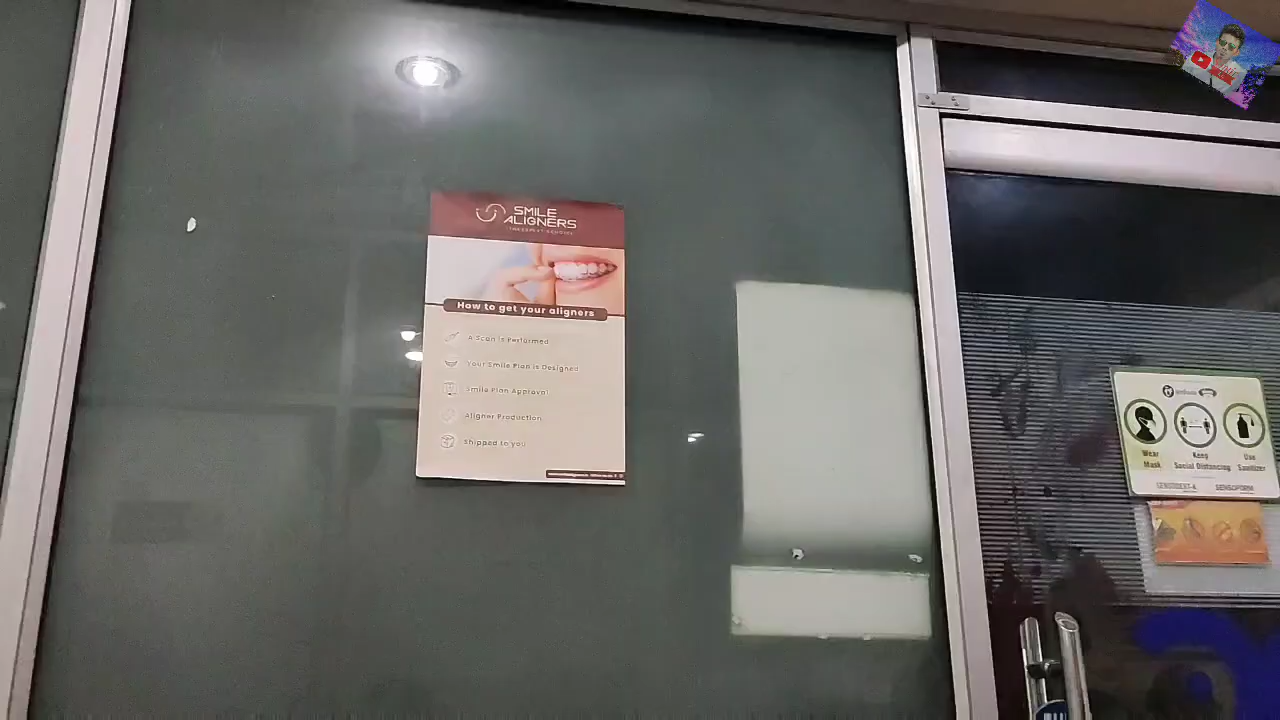 SMILE
ALIGNERS
How to get your aligners
A Scan is Performed
Your Smile Plan is Designed
Smile Plan Approval
Aligner Production
Shipped to you
Wear
Mask
Keep
Social Distancing
Use
Sanitizer